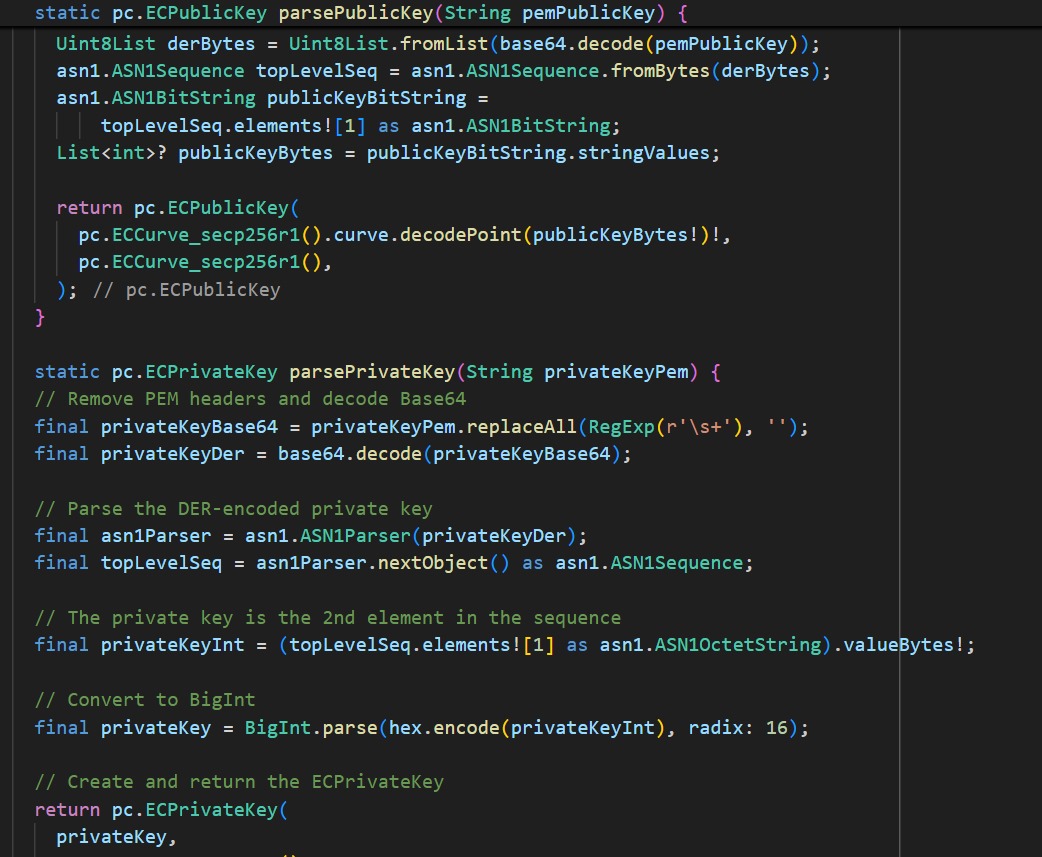 static pc.ECPublicKey parsePublicKey(String pemPublicKey) {
Uint8List derBytes = Uint8List.fromList(base64.decode(pemPublicKey));
asn1.ASN1Sequence topLevelSeq = asn1.ASN1Sequence.fromBytes(derBytes);
asn1.ASN1BitString publicKeyBitString =
topLevelSeq.elements![1] as asn1.ASN1BitString;
List<int>? publicKeyBytes = publicKeyBitString.stringValues;
return pc.ECPublicKey(
pc.ECCurve_secp256r1().curve.decodePoint(publicKeyBytes!)!,
pc.ECCurve_secp256r1(),
); // pc.ECPublicKey
}
static pc.ECPrivateKey parsePrivateKey(String privateKeyPem) {
// Remove PEM headers and decode Base64
final privateKeyBase64 = privateKeyPem.replaceAll(RegExp(r'\s+'), '');
final privateKeyDer = base64.decode(privateKeyBase64);
// Parse the DER-encoded private key
final asn1Parser = asn1.ASN1Parser(privateKeyDer);
final topLevelSeq = asn1Parser.nextObject() as asn1.ASN1Sequence;
// The private key is the 2nd element in the sequence
final privateKeyInt = (topLevelSeq.elements![1] as asn1.ASN1OctetString).valueBytes!;
// Convert to BigInt
final privateKey = BigInt.parse(hex.encode(privateKeyInt), radix: 16);
// Create and return the ECPrivateKey
return pc.ECPrivateKey(
privateKey,